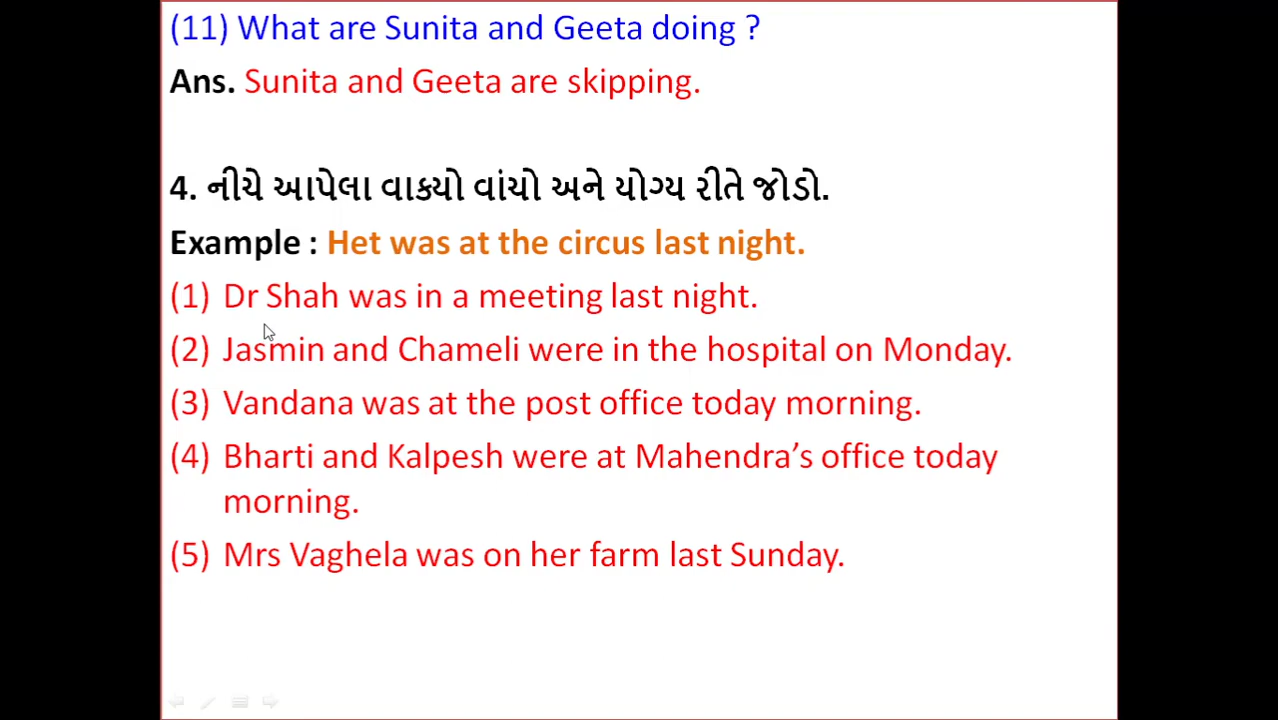 (11) What are Sunita and Geeta doing ?
Ans. Sunita and Geeta are skipping.
4. નીચે આપેલા વાક્યો વાંચો અને યોગ્ય રીતે જોડો.
Example : Het was at the circus last night.
(1) Dr Shah was in a meeting last night.
(2) Jasmin and Chameli were in the hospital on Monday.
(3) Vandana was at the post office today morning.
(4) Bharti and Kalpesh were at Mahendra’s office today
morning.
(5) Mrs Vaghela was on her farm last Sunday.